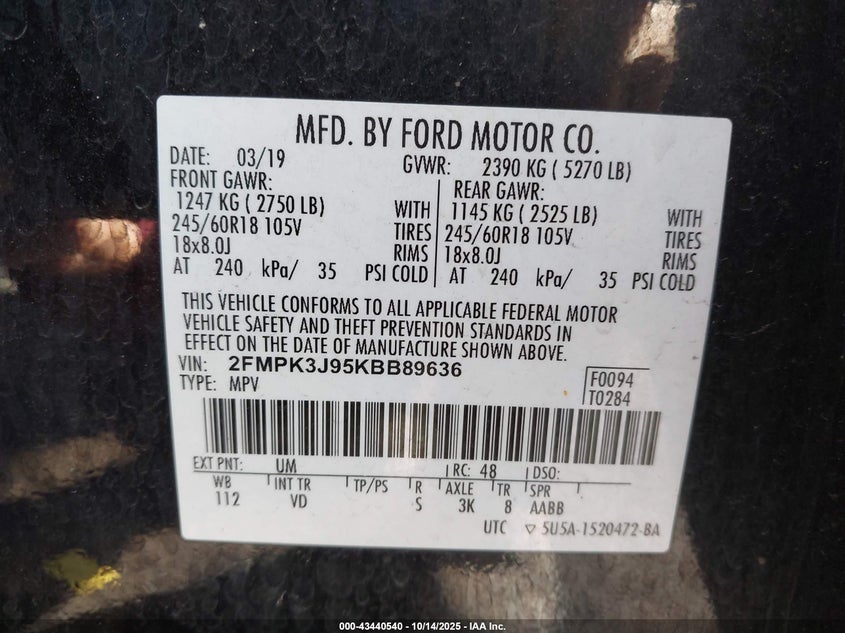 MFD. BY FORD MOTOR CO.
DATE: 03/19 GVWR: 2390 KG ( 5270 LB)
FRONT GAWR: REAR GAWR:
1247 KG ( 2750 LB) WITH 1145 KG ( 2525 LB) WITH
245/60R18 105V TIRES 245/60R18 105V TIRES
18x8.0J RIMS 18x8.0J RIMS
AT 240 kPa/ 35 PSI COLD AT 240 kPa/ 35 PSI COLD
THIS VEHICLE CONFORMS TO ALL APPLICABLE FEDERAL MOTOR
VEHICLE SAFETY AND THEFT PREVENTION STANDARDS IN
EFFECT ON THE DATE OF MANUFACTURE SHOWN ABOVE.
VIN: 2FMPK3J95KBB89636
TYPE: MPV
F0094
T0284
EXT PNT: UM RC: 48 DSO:
WB INT TR TP/PS R AXLE TR SPR
112 VD S 3K 8 AABB
UTC ▽ 5U5A-1520472-BA
000-43440540 - 10/14/2025 - IAA Inc.